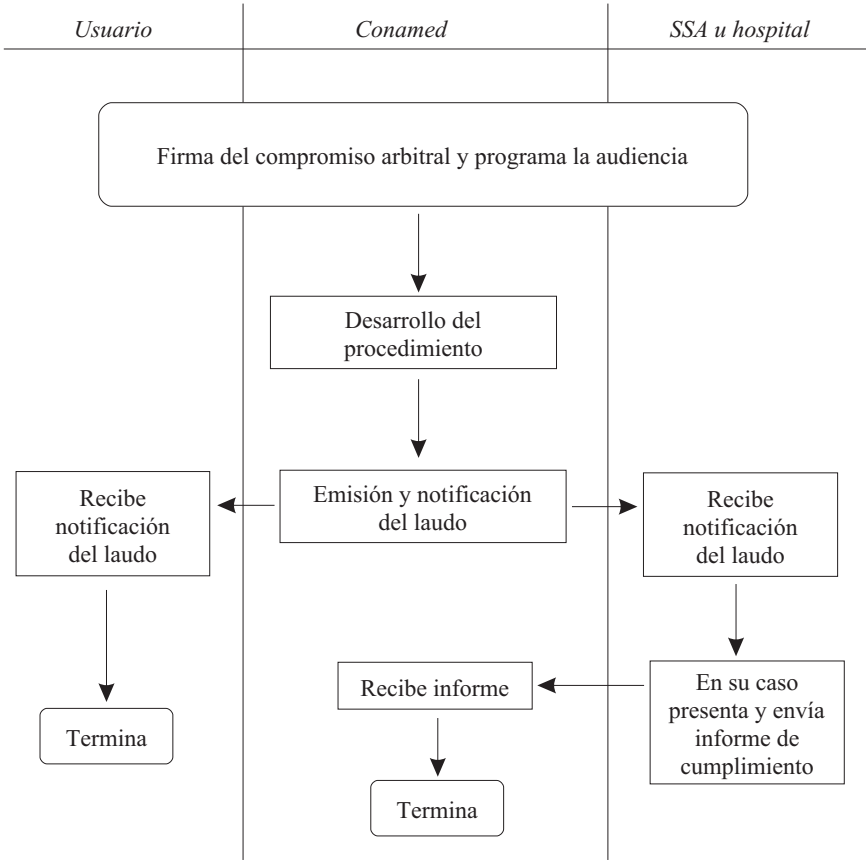 Usuario
Conamed
SSA u hospital
Firma del compromiso arbitral y programa la audiencia
Desarrollo del
procedimiento
Emisión y notificación
del laudo
Recibe
notificación
del laudo
Recibe
notificación
del laudo
Termina
En su caso
presenta y envía
informe de
cumplimiento
Recibe informe
Termina